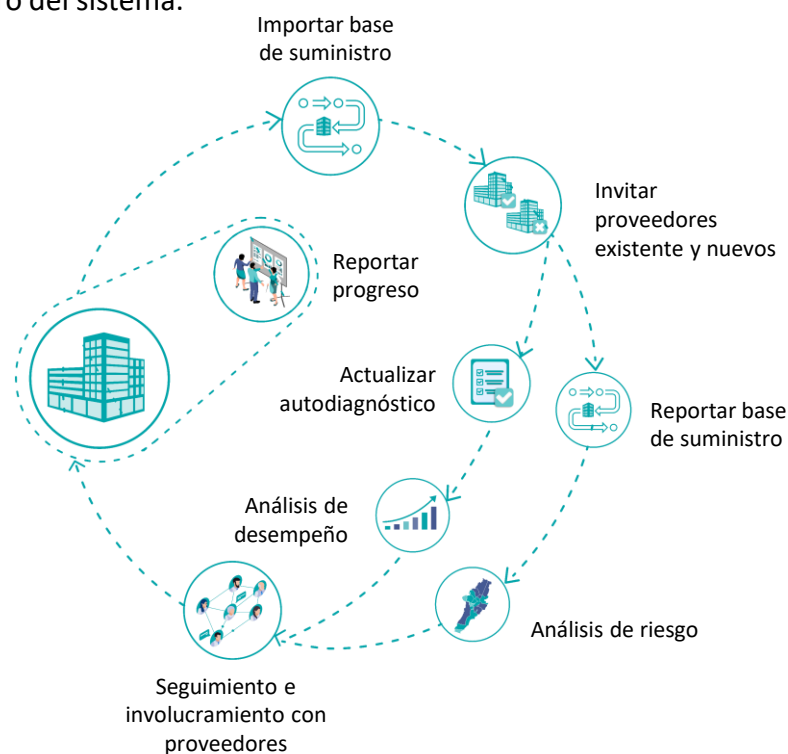 o del sistema.
Importar base
de suministro
Invitar
proveedores
existente y nuevos
Reportar
progreso
Actualizar
autodiagnóstico
Reportar base
de suministro
Análisis de
desempeño
Análisis de riesgo
Seguimiento e
involucramiento con
proveedores